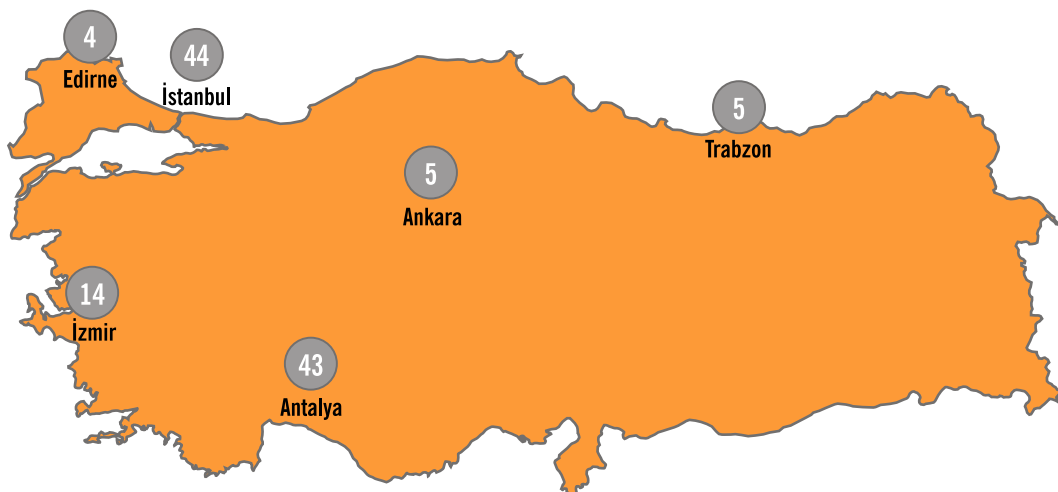 4
Edirne
44
İstanbul
5
Trabzon
5
Ankara
14
İzmir
43
Antalya